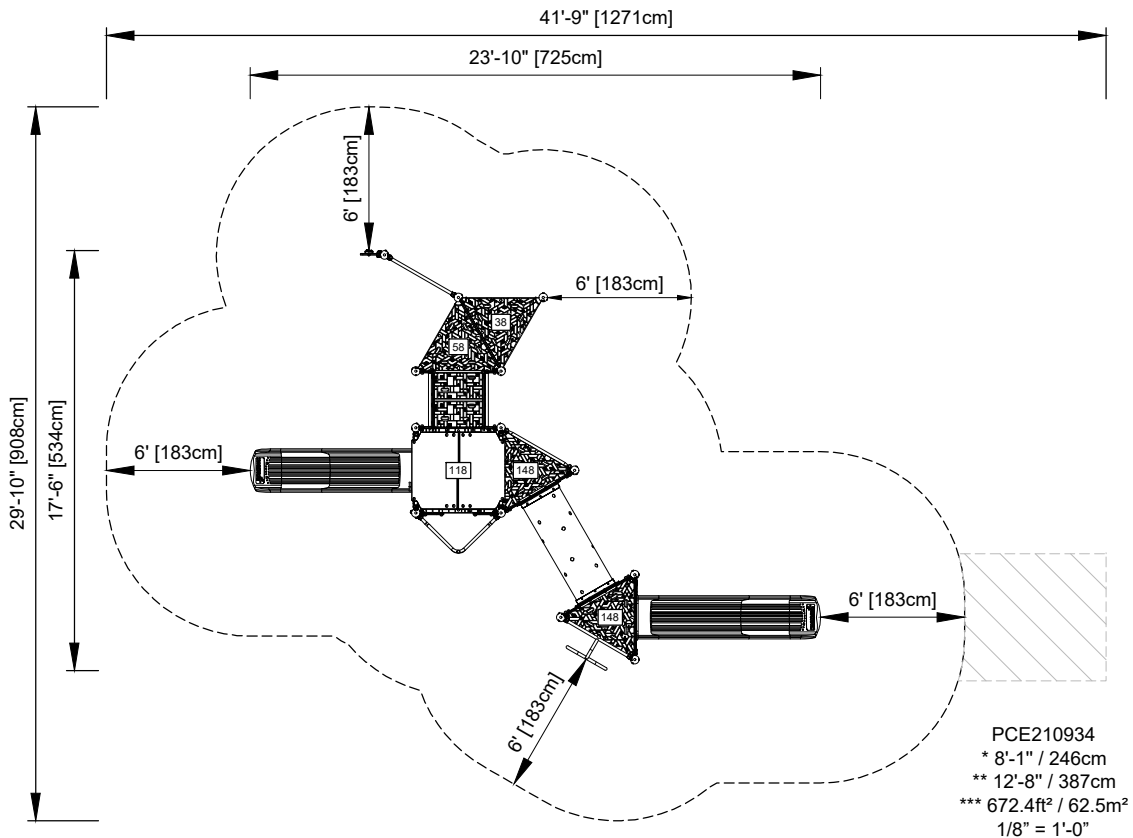 41'-9" [1271cm]
23'-10" [725cm]
6' [183cm]
6' [183cm]
38
58
29'-10" [908cm]
17'-6" [534cm]
6' [183cm]
118
148
6' [183cm]
148
6' [183cm]
PCE210934
* 8'-1" / 246cm
** 12'-8" / 387cm
*** 672.4ft² / 62.5m²
1/8” = 1'-0”